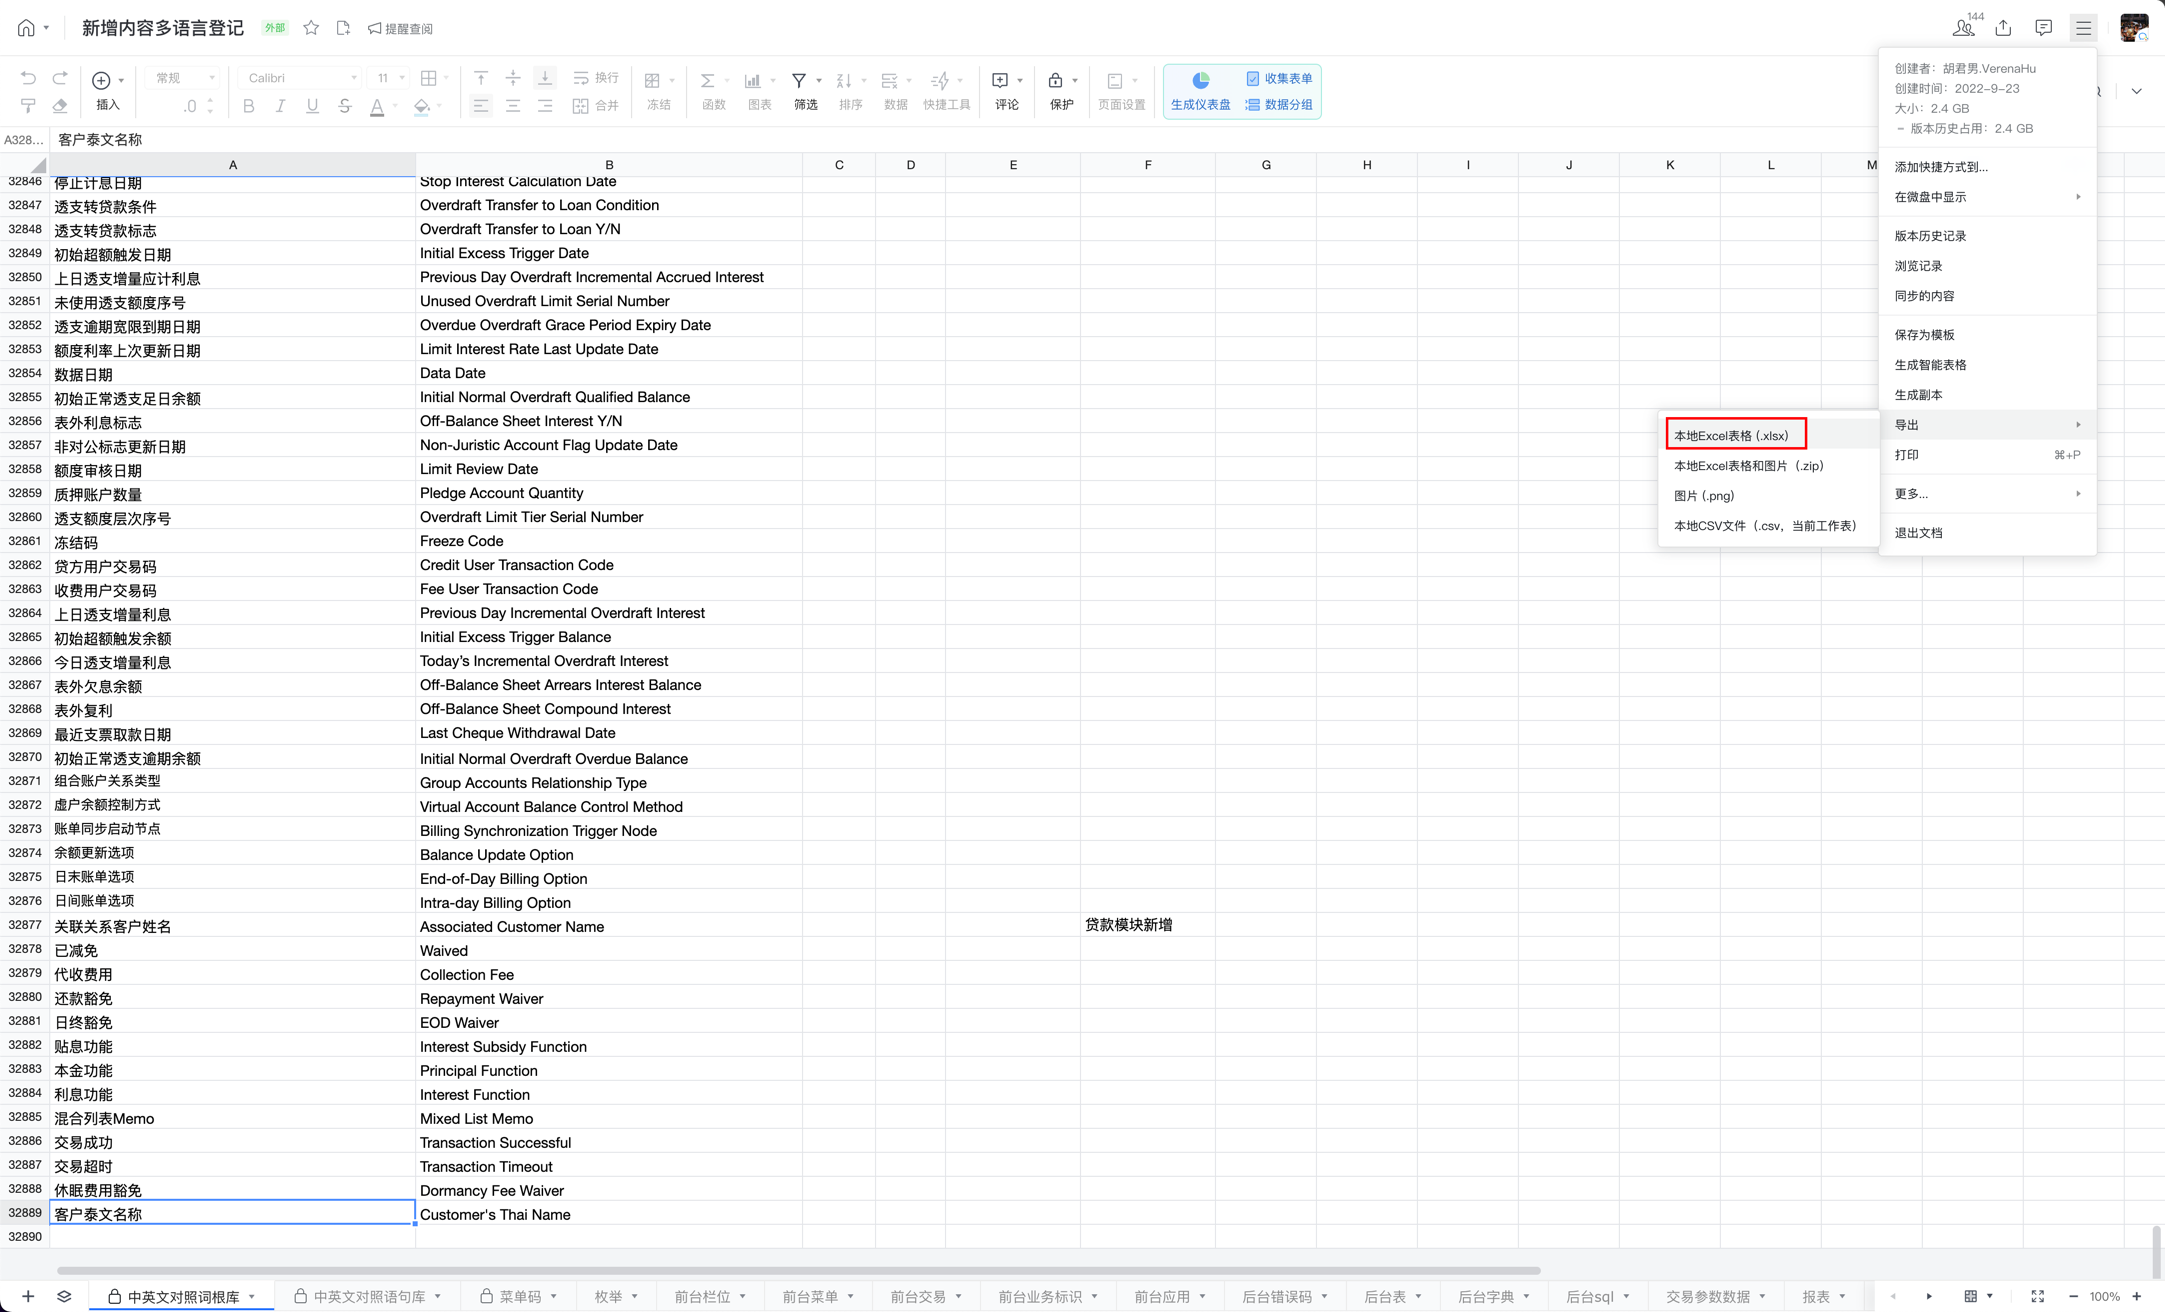 新增内容多语言登记 外部 提醒查阅 144
插入 常规 .0 Calibri 11 B I U S A 换行 合并 冻结 函数 图表 筛选 排序 数据 快捷工具 评论 保护 页面设置 生成仪表盘 收集表单 数据分组
A328... 客户泰文名称
A B C D E F G H I J K L M
32846 停止计息日期 Stop Interest Calculation Date
32847 透支转贷款条件 Overdraft Transfer to Loan Condition
32848 透支转贷款标志 Overdraft Transfer to Loan Y/N
32849 初始超额触发日期 Initial Excess Trigger Date
32850 上日透支增量应计利息 Previous Day Overdraft Incremental Accrued Interest
32851 未使用透支额度序号 Unused Overdraft Limit Serial Number
32852 透支逾期宽限到期日期 Overdue Overdraft Grace Period Expiry Date
32853 额度利率上次更新日期 Limit Interest Rate Last Update Date
32854 数据日期 Data Date
32855 初始正常透支足日余额 Initial Normal Overdraft Qualified Balance
32856 表外利息标志 Off-Balance Sheet Interest Y/N
32857 非对公标志更新日期 Non-Juristic Account Flag Update Date
32858 额度审核日期 Limit Review Date
32859 质押账户数量 Pledge Account Quantity
32860 透支额度层次序号 Overdraft Limit Tier Serial Number
32861 冻结码 Freeze Code
32862 贷方用户交易码 Credit User Transaction Code
32863 收费用户交易码 Fee User Transaction Code
32864 上日透支增量利息 Previous Day Incremental Overdraft Interest
32865 初始超额触发余额 Initial Excess Trigger Balance
32866 今日透支增量利息 Today's Incremental Overdraft Interest
32867 表外欠息余额 Off-Balance Sheet Arrears Interest Balance
32868 表外复利 Off-Balance Sheet Compound Interest
32869 最近支票取款日期 Last Cheque Withdrawal Date
32870 初始正常透支逾期余额 Initial Normal Overdraft Overdue Balance
32871 组合账户关系类型 Group Accounts Relationship Type
32872 虚户余额控制方式 Virtual Account Balance Control Method
32873 账单同步启动节点 Billing Synchronization Trigger Node
32874 余额更新选项 Balance Update Option
32875 日末账单选项 End-of-Day Billing Option
32876 日间账单选项 Intra-day Billing Option
32877 关联关系客户姓名 Associated Customer Name 贷款模块新增
32878 已减免 Waived
32879 代收费用 Collection Fee
32880 还款豁免 Repayment Waiver
32881 日终豁免 EOD Waiver
32882 贴息功能 Interest Subsidy Function
32883 本金功能 Principal Function
32884 利息功能 Interest Function
32885 混合列表Memo Mixed List Memo
32886 交易成功 Transaction Successful
32887 交易超时 Transaction Timeout
32888 休眠费用豁免 Dormancy Fee Waiver
32889 客户泰文名称 Customer's Thai Name
32890
创建者：胡君男.VerenaHu
创建时间：2022-9-23
大小：2.4 GB
– 版本历史占用：2.4 GB
添加快捷方式到...
在微盘中显示
版本历史记录
浏览记录
同步的内容
保存为模板
生成智能表格
生成副本
导出
打印 ⌘+P
更多...
退出文档
本地Excel表格 (.xlsx)
本地Excel表格和图片（.zip）
图片 (.png)
本地CSV文件（.csv，当前工作表）
中英文对照词根库 中英文对照语句库 菜单码 枚举 前台栏位 前台菜单 前台交易 前台业务标识 前台应用 后台错误码 后台表 后台字典 后台sql 交易参数数据 报表 100%